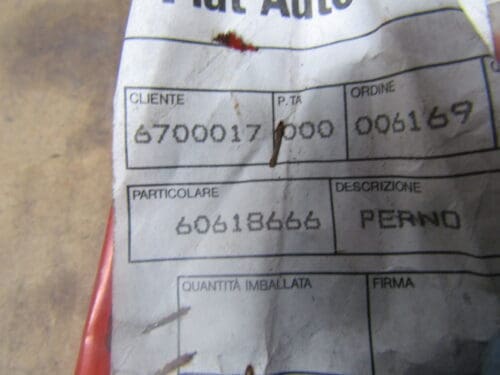 Fiat Auto
CLIENTE P.TA ORDINE
6700017 000 006169
PARTICOLARE DESCRIZIONE
60618666 PERNO
QUANTITÀ IMBALLATA FIRMA